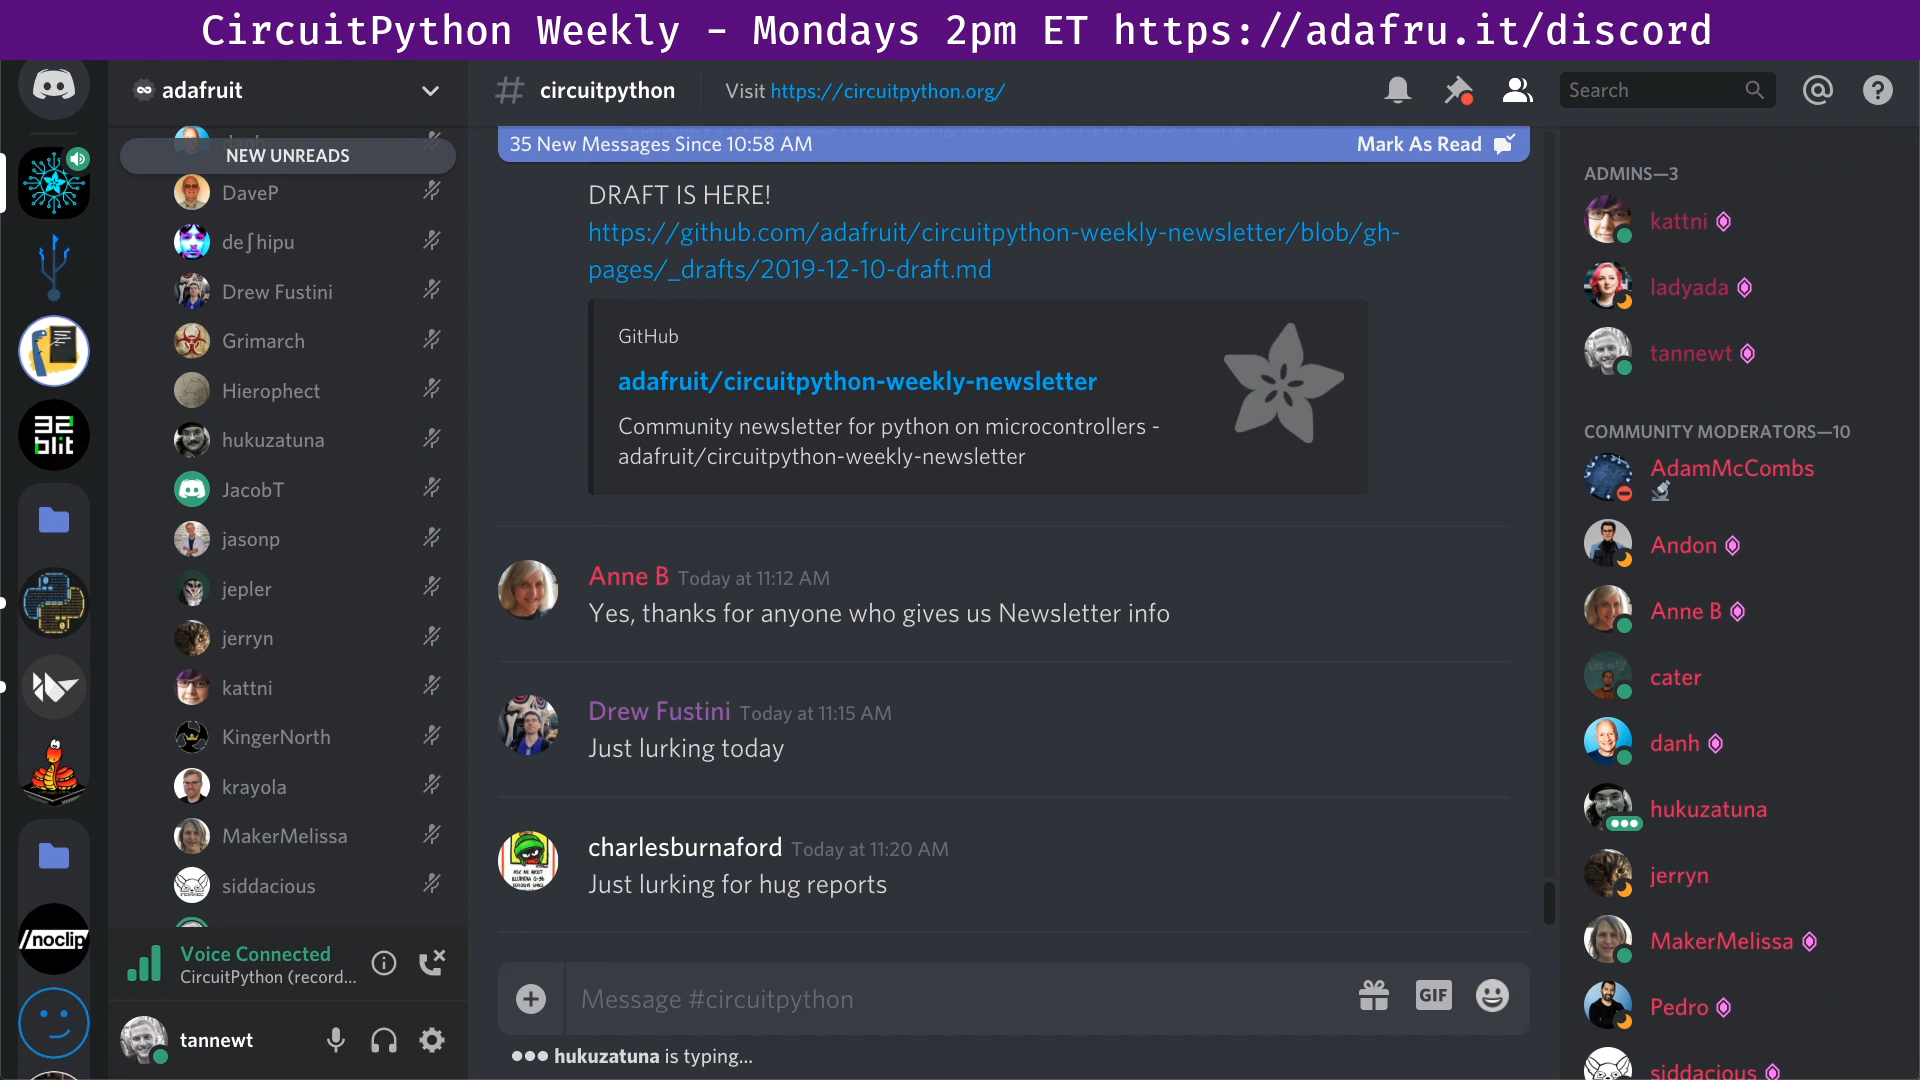 CircuitPython Weekly - Mondays 2pm ET https://adafru.it/discord
adafruit
NEW UNREADS
DaveP
de∫hipu
Drew Fustini
Grimarch
Hierophect
hukuzatuna
JacobT
jasonp
jepler
jerryn
kattni
KingerNorth
krayola
MakerMelissa
siddacious
Voice Connected
CircuitPython (record...
tannewt
32
blit
/noclip
# circuitpython
Visit https://circuitpython.org/
Search
35 New Messages Since 10:58 AM
Mark As Read
DRAFT IS HERE!
https://github.com/adafruit/circuitpython-weekly-newsletter/blob/gh-
pages/_drafts/2019-12-10-draft.md
GitHub
adafruit/circuitpython-weekly-newsletter
Community newsletter for python on microcontrollers -
adafruit/circuitpython-weekly-newsletter
Anne B Today at 11:12 AM
Yes, thanks for anyone who gives us Newsletter info
Drew Fustini Today at 11:15 AM
Just lurking today
charlesburnaford Today at 11:20 AM
Just lurking for hug reports
Message #circuitpython
GIF
hukuzatuna is typing...
ADMINS—3
kattni
ladyada
tannewt
COMMUNITY MODERATORS—10
AdamMcCombs
Andon
Anne B
cater
danh
hukuzatuna
jerryn
MakerMelissa
Pedro
siddacious